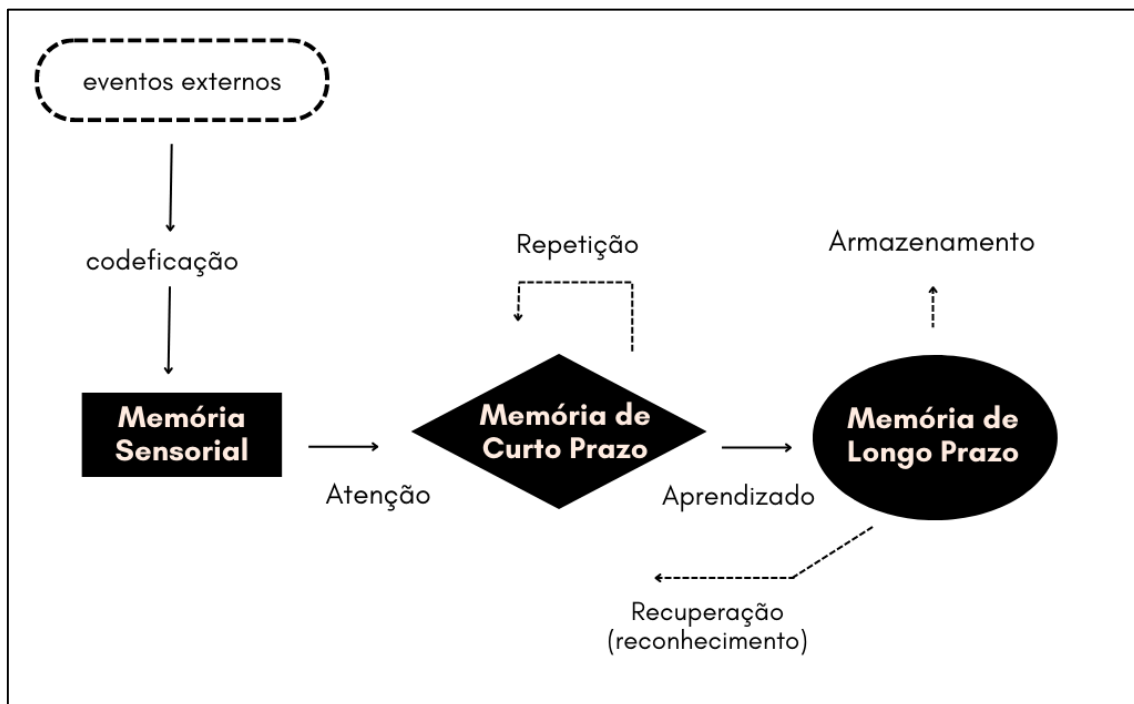 eventos externos
codeficação
Memória
Sensorial
Atenção
Repetição
Memória de
Curto Prazo
Aprendizado
Armazenamento
Memória de
Longo Prazo
Recuperação
(reconhecimento)